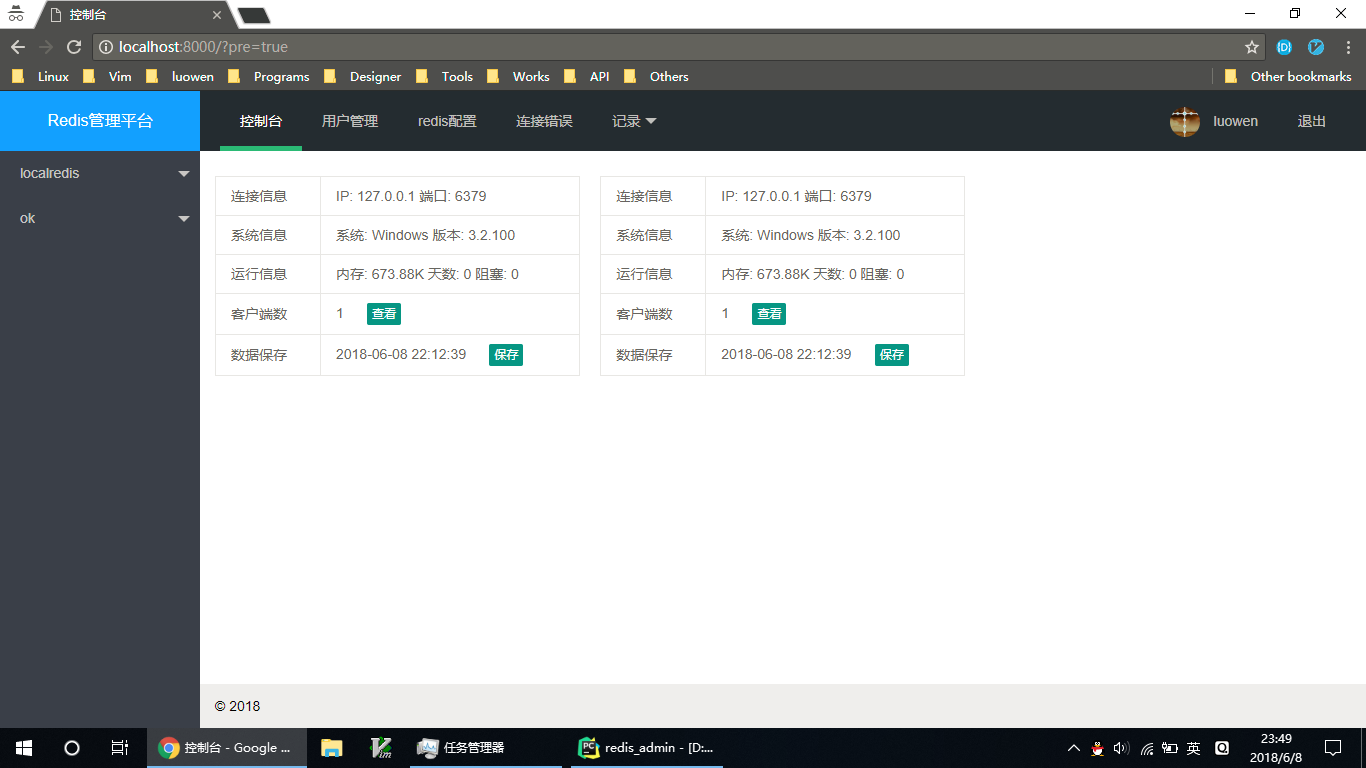 控制台
localhost:8000/?pre=true
Linux Vim luowen Programs Designer Tools Works API Others Other bookmarks
Redis管理平台 控制台 用户管理 redis配置 连接错误 记录 luowen 退出
localredis
ok
连接信息 IP: 127.0.0.1 端口: 6379
系统信息 系统: Windows 版本: 3.2.100
运行信息 内存: 673.88K 天数: 0 阻塞: 0
客户端数 1 查看
数据保存 2018-06-08 22:12:39 保存
连接信息 IP: 127.0.0.1 端口: 6379
系统信息 系统: Windows 版本: 3.2.100
运行信息 内存: 673.88K 天数: 0 阻塞: 0
客户端数 1 查看
数据保存 2018-06-08 22:12:39 保存
© 2018
控制台 - Google ... 任务管理器 redis_admin - [D:... 英 23:49
2018/6/8